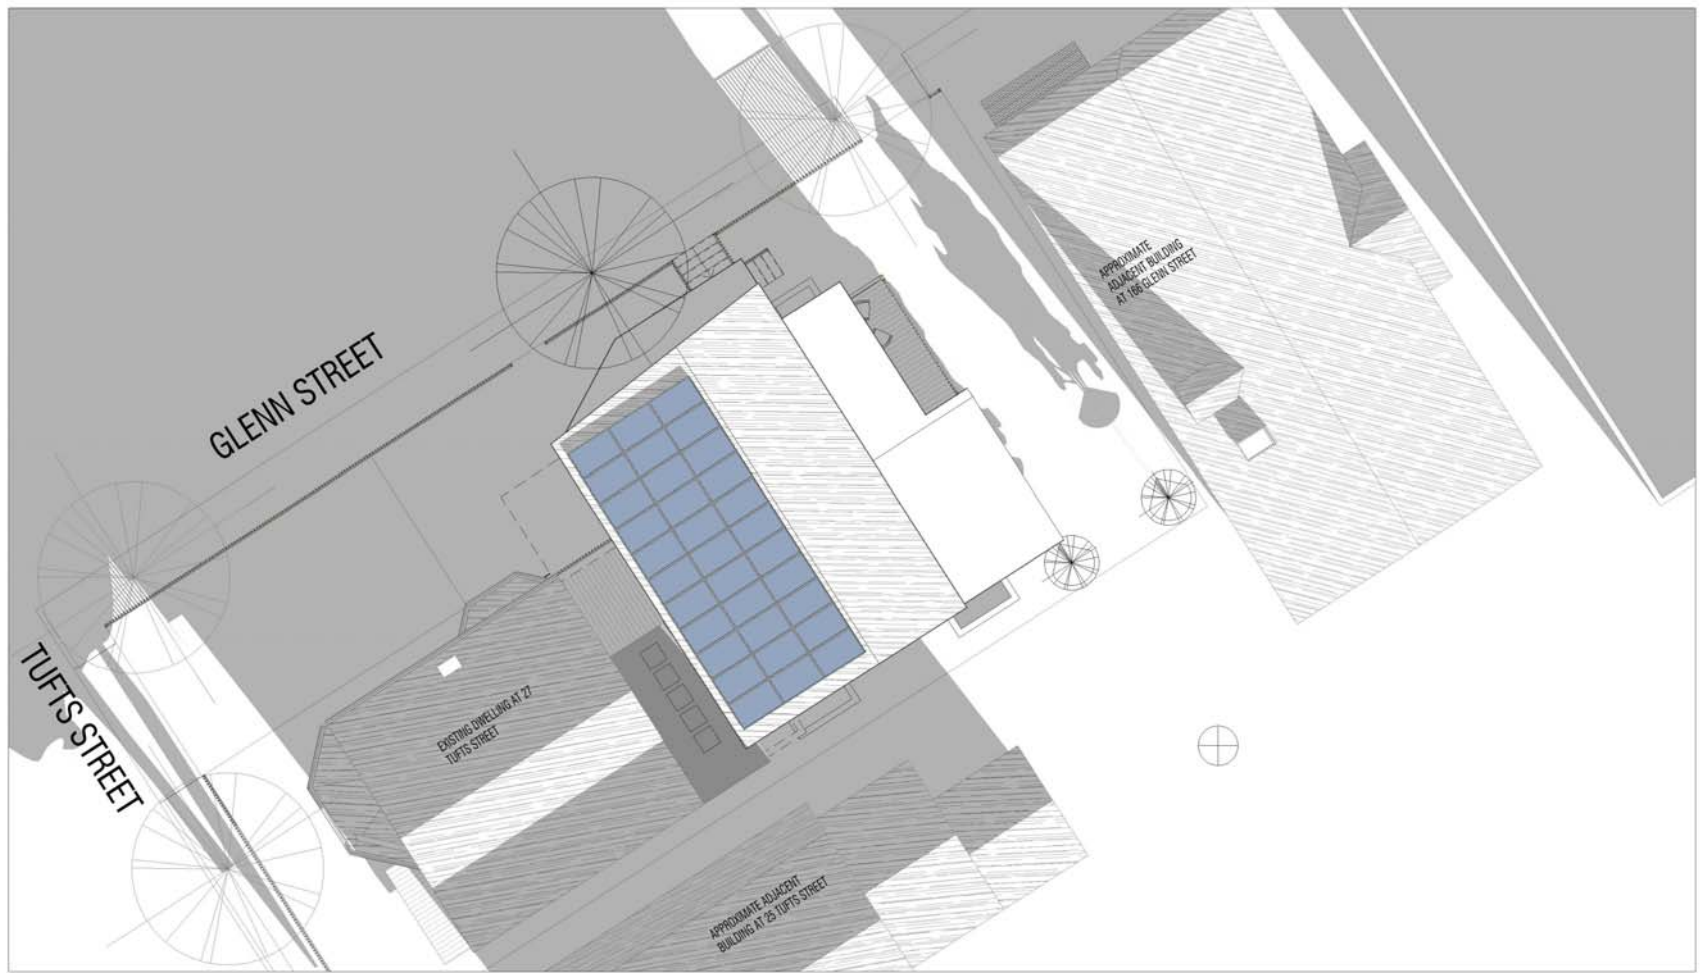 GLENN STREET
TUFTS STREET
APPROXIMATE
ADJACENT BUILDING
AT 166 GLENN STREET
EXISTING DWELLING AT 27
TUFTS STREET
APPROXIMATE ADJACENT
BUILDING AT 25 TUFTS STREET